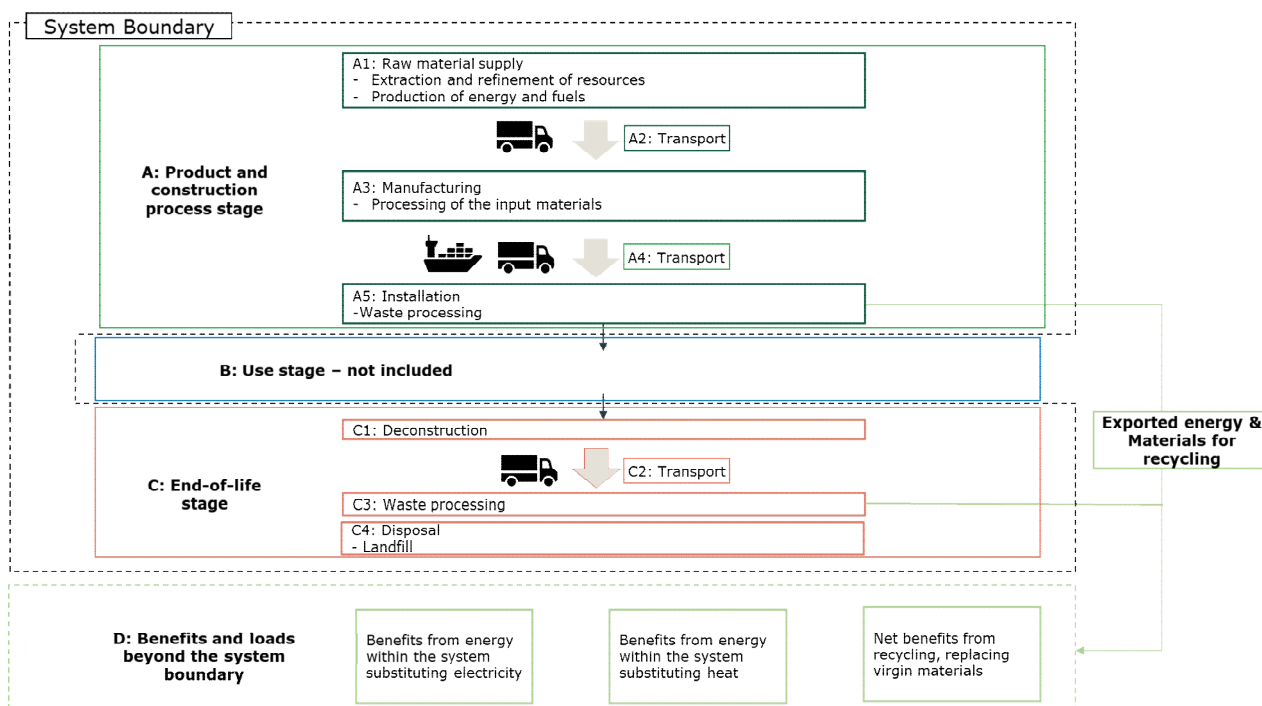 System Boundary
A1: Raw material supply
- Extraction and refinement of resources
- Production of energy and fuels
A2: Transport
A: Product and
construction
process stage
A3: Manufacturing
- Processing of the input materials
A4: Transport
A5: Installation
-Waste processing
B: Use stage – not included
C1: Deconstruction
C2: Transport
C: End-of-life
stage
C3: Waste processing
C4: Disposal
- Landfill
Exported energy &
Materials for
recycling
D: Benefits and loads
beyond the system
boundary
Benefits from energy
within the system
substituting electricity
Benefits from energy
within the system
substituting heat
Net benefits from
recycling, replacing
virgin materials